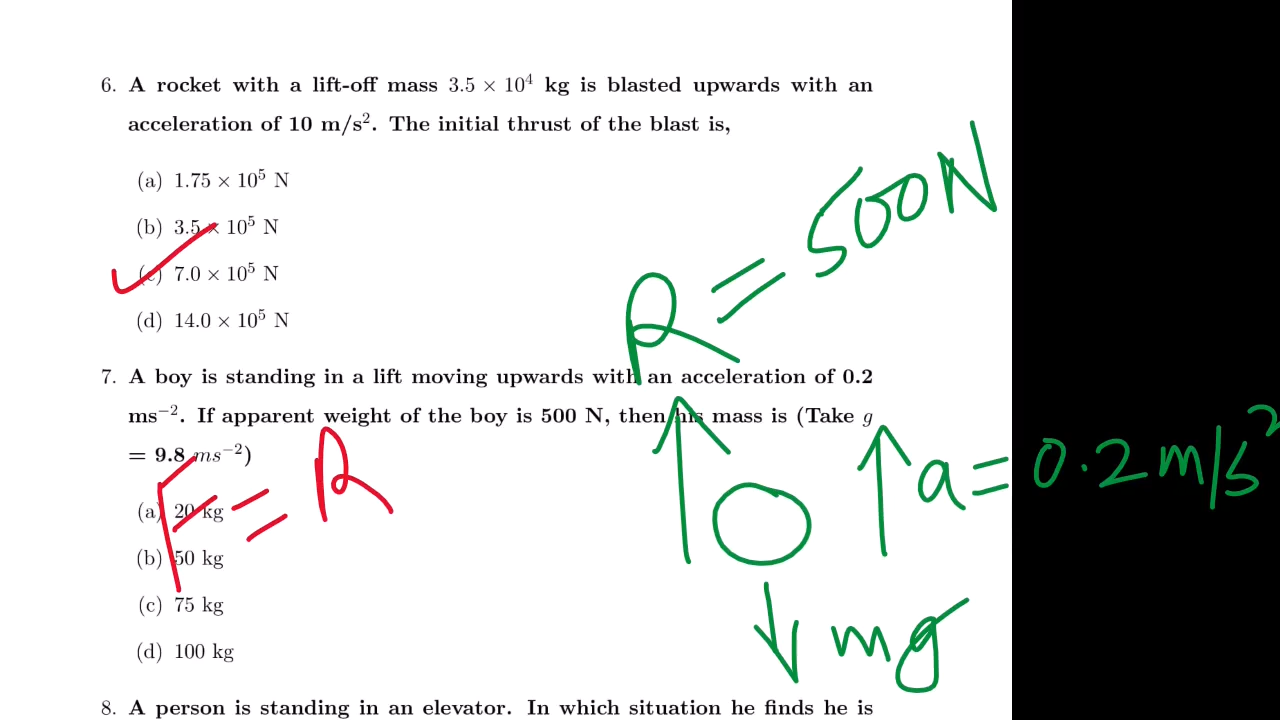 6. A rocket with a lift-off mass 3.5 × 10⁴ kg is blasted upwards with an
acceleration of 10 m/s². The initial thrust of the blast is,
(a) 1.75 × 10⁵ N
(b) 3.5 × 10⁵ N
(c) 7.0 × 10⁵ N
(d) 14.0 × 10⁵ N
R = 500N
7. A boy is standing in a lift moving upwards with an acceleration of 0.2
ms⁻². If apparent weight of the boy is 500 N, then his mass is (Take g
= 9.8 ms⁻²)
(a) 20 kg
(b) 50 kg
(c) 75 kg
(d) 100 kg
F = R
a = 0.2 m/s²
mg
8. A person is standing in an elevator. In which situation he finds he is